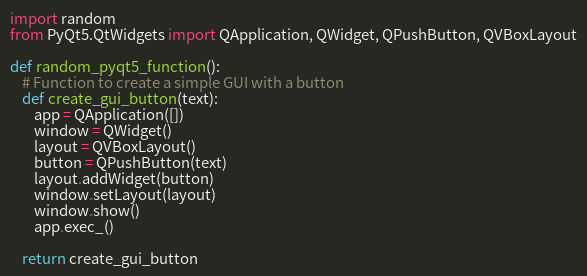 import random
from PyQt5.QtWidgets import QApplication, QWidget, QPushButton, QVBoxLayout

def random_pyqt5_function():
    # Function to create a simple GUI with a button
    def create_gui_button(text):
        app = QApplication([])
        window = QWidget()
        layout = QVBoxLayout()
        button = QPushButton(text)
        layout.addWidget(button)
        window.setLayout(layout)
        window.show()
        app.exec_()

    return create_gui_button